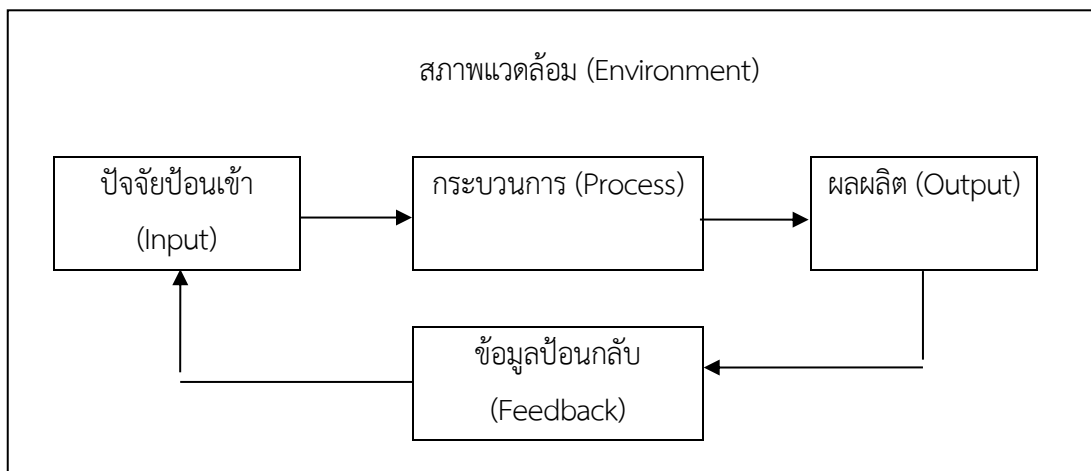 สภาพแวดล้อม (Environment)
ปัจจัยป้อนเข้า
(Input)
กระบวนการ (Process)
ผลผลิต (Output)
ข้อมูลป้อนกลับ
(Feedback)